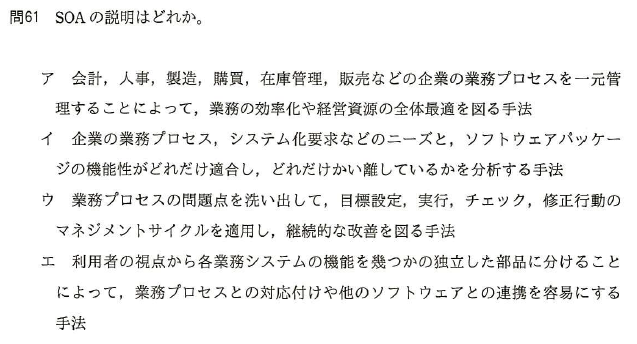 問61 SOAの説明はどれか。
ア 会計，人事，製造，購買，在庫管理，販売などの企業の業務プロセスを一元管
理することによって，業務の効率化や経営資源の全体最適を図る手法
イ 企業の業務プロセス，システム化要求などのニーズと，ソフトウェアパッケー
ジの機能性がどれだけ適合し，どれだけかい離しているかを分析する手法
ウ 業務プロセスの問題点を洗い出して，目標設定，実行，チェック，修正行動の
マネジメントサイクルを適用し，継続的な改善を図る手法
エ 利用者の視点から各業務システムの機能を幾つかの独立した部品に分けること
によって，業務プロセスとの対応付けや他のソフトウェアとの連携を容易にする
手法